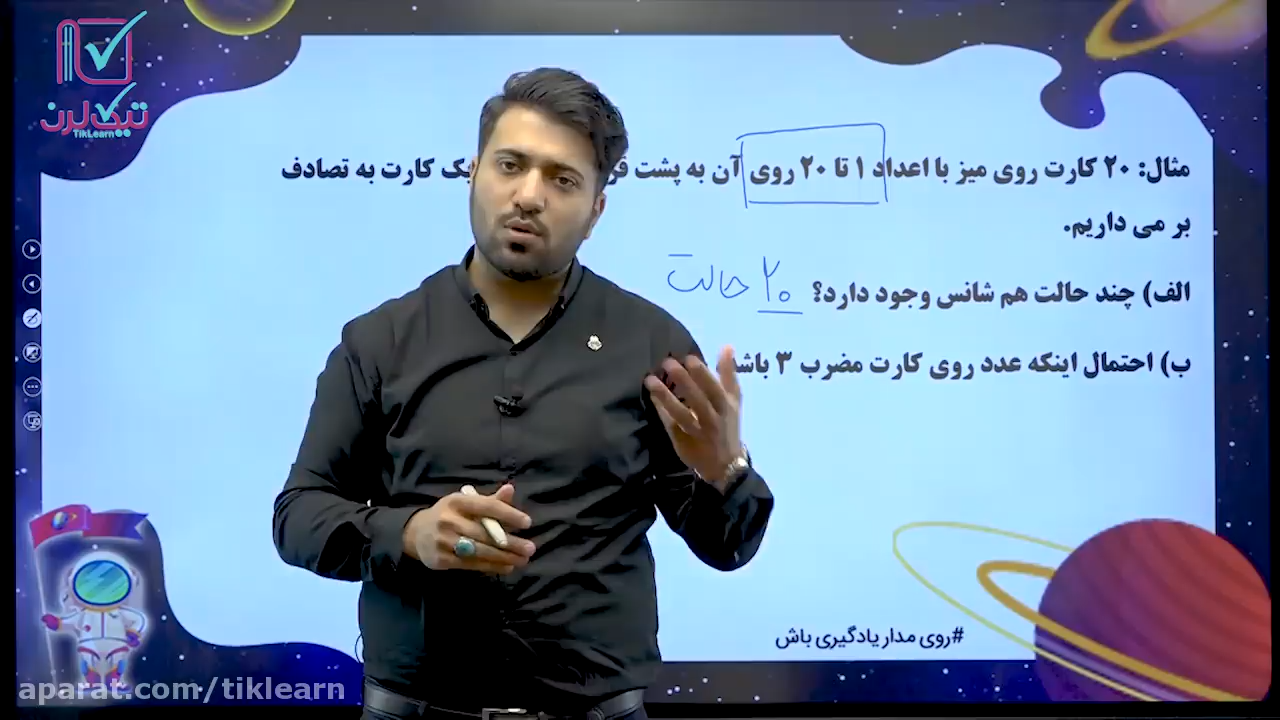 تیک لرن
TikLearn
مثال: ۲۰ کارت روی میز با اعداد ۱ تا ۲۰ روی آن به پشت یک کارت به تصادف
بر می داریم.
الف) چند حالت هم شانس وجود دارد؟ ۲۰ حالت
ب) احتمال اینکه عدد روی کارت مضرب ۳ باشد
#روی مدار یادگیری باش
aparat.com/tiklearn